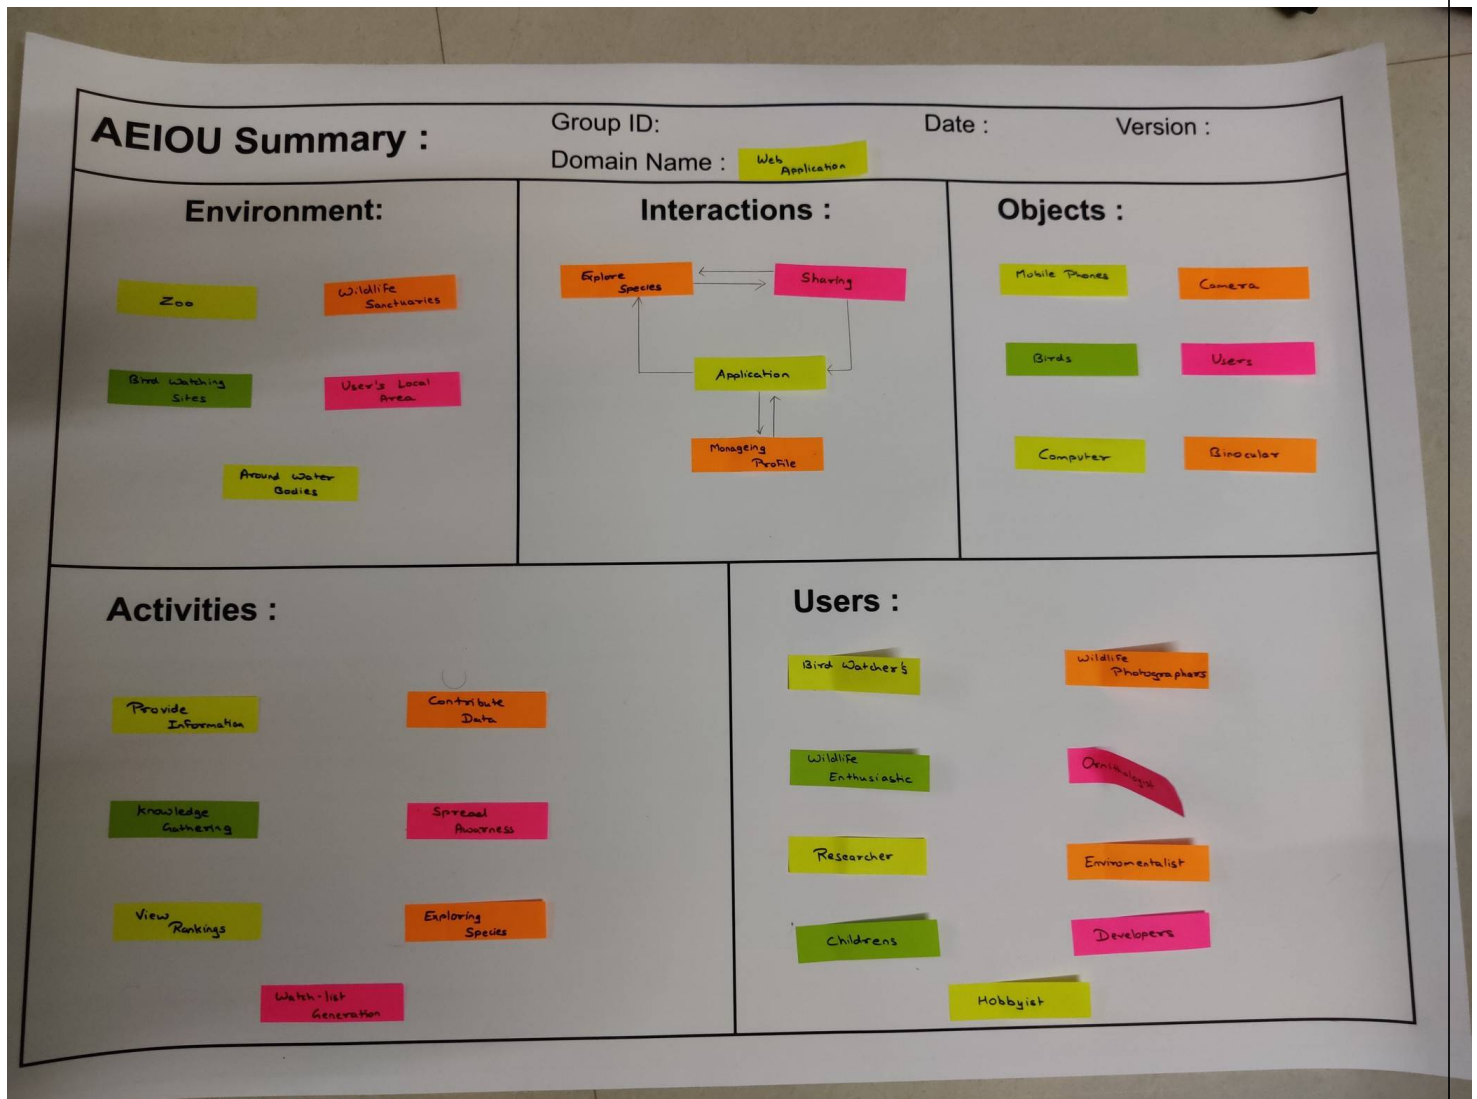 AEIOU Summary :
Group ID:
Date :
Version :
Domain Name :
Web
Application
Environment:
Zoo
Wildlife
Sanctuaries
Bird Watching
Sites
User's Local
Area
Around Water
Bodies
Interactions :
Explore
Species
Sharing
Application
Manageing
Profile
Objects :
Mobile Phones
Camera
Birds
Users
Computer
Binocular
Activities :
Provide
Information
Contribute
Data
Knowledge
Gathering
Spread
Awarness
View
Rankings
Exploring
Species
Watch-list
Generation
Users :
Bird Watcher's
Wildlife
Photographers
Wildlife
Enthusiastic
Ornithologist
Researcher
Enviromentalist
Childrens
Developers
Hobbyist